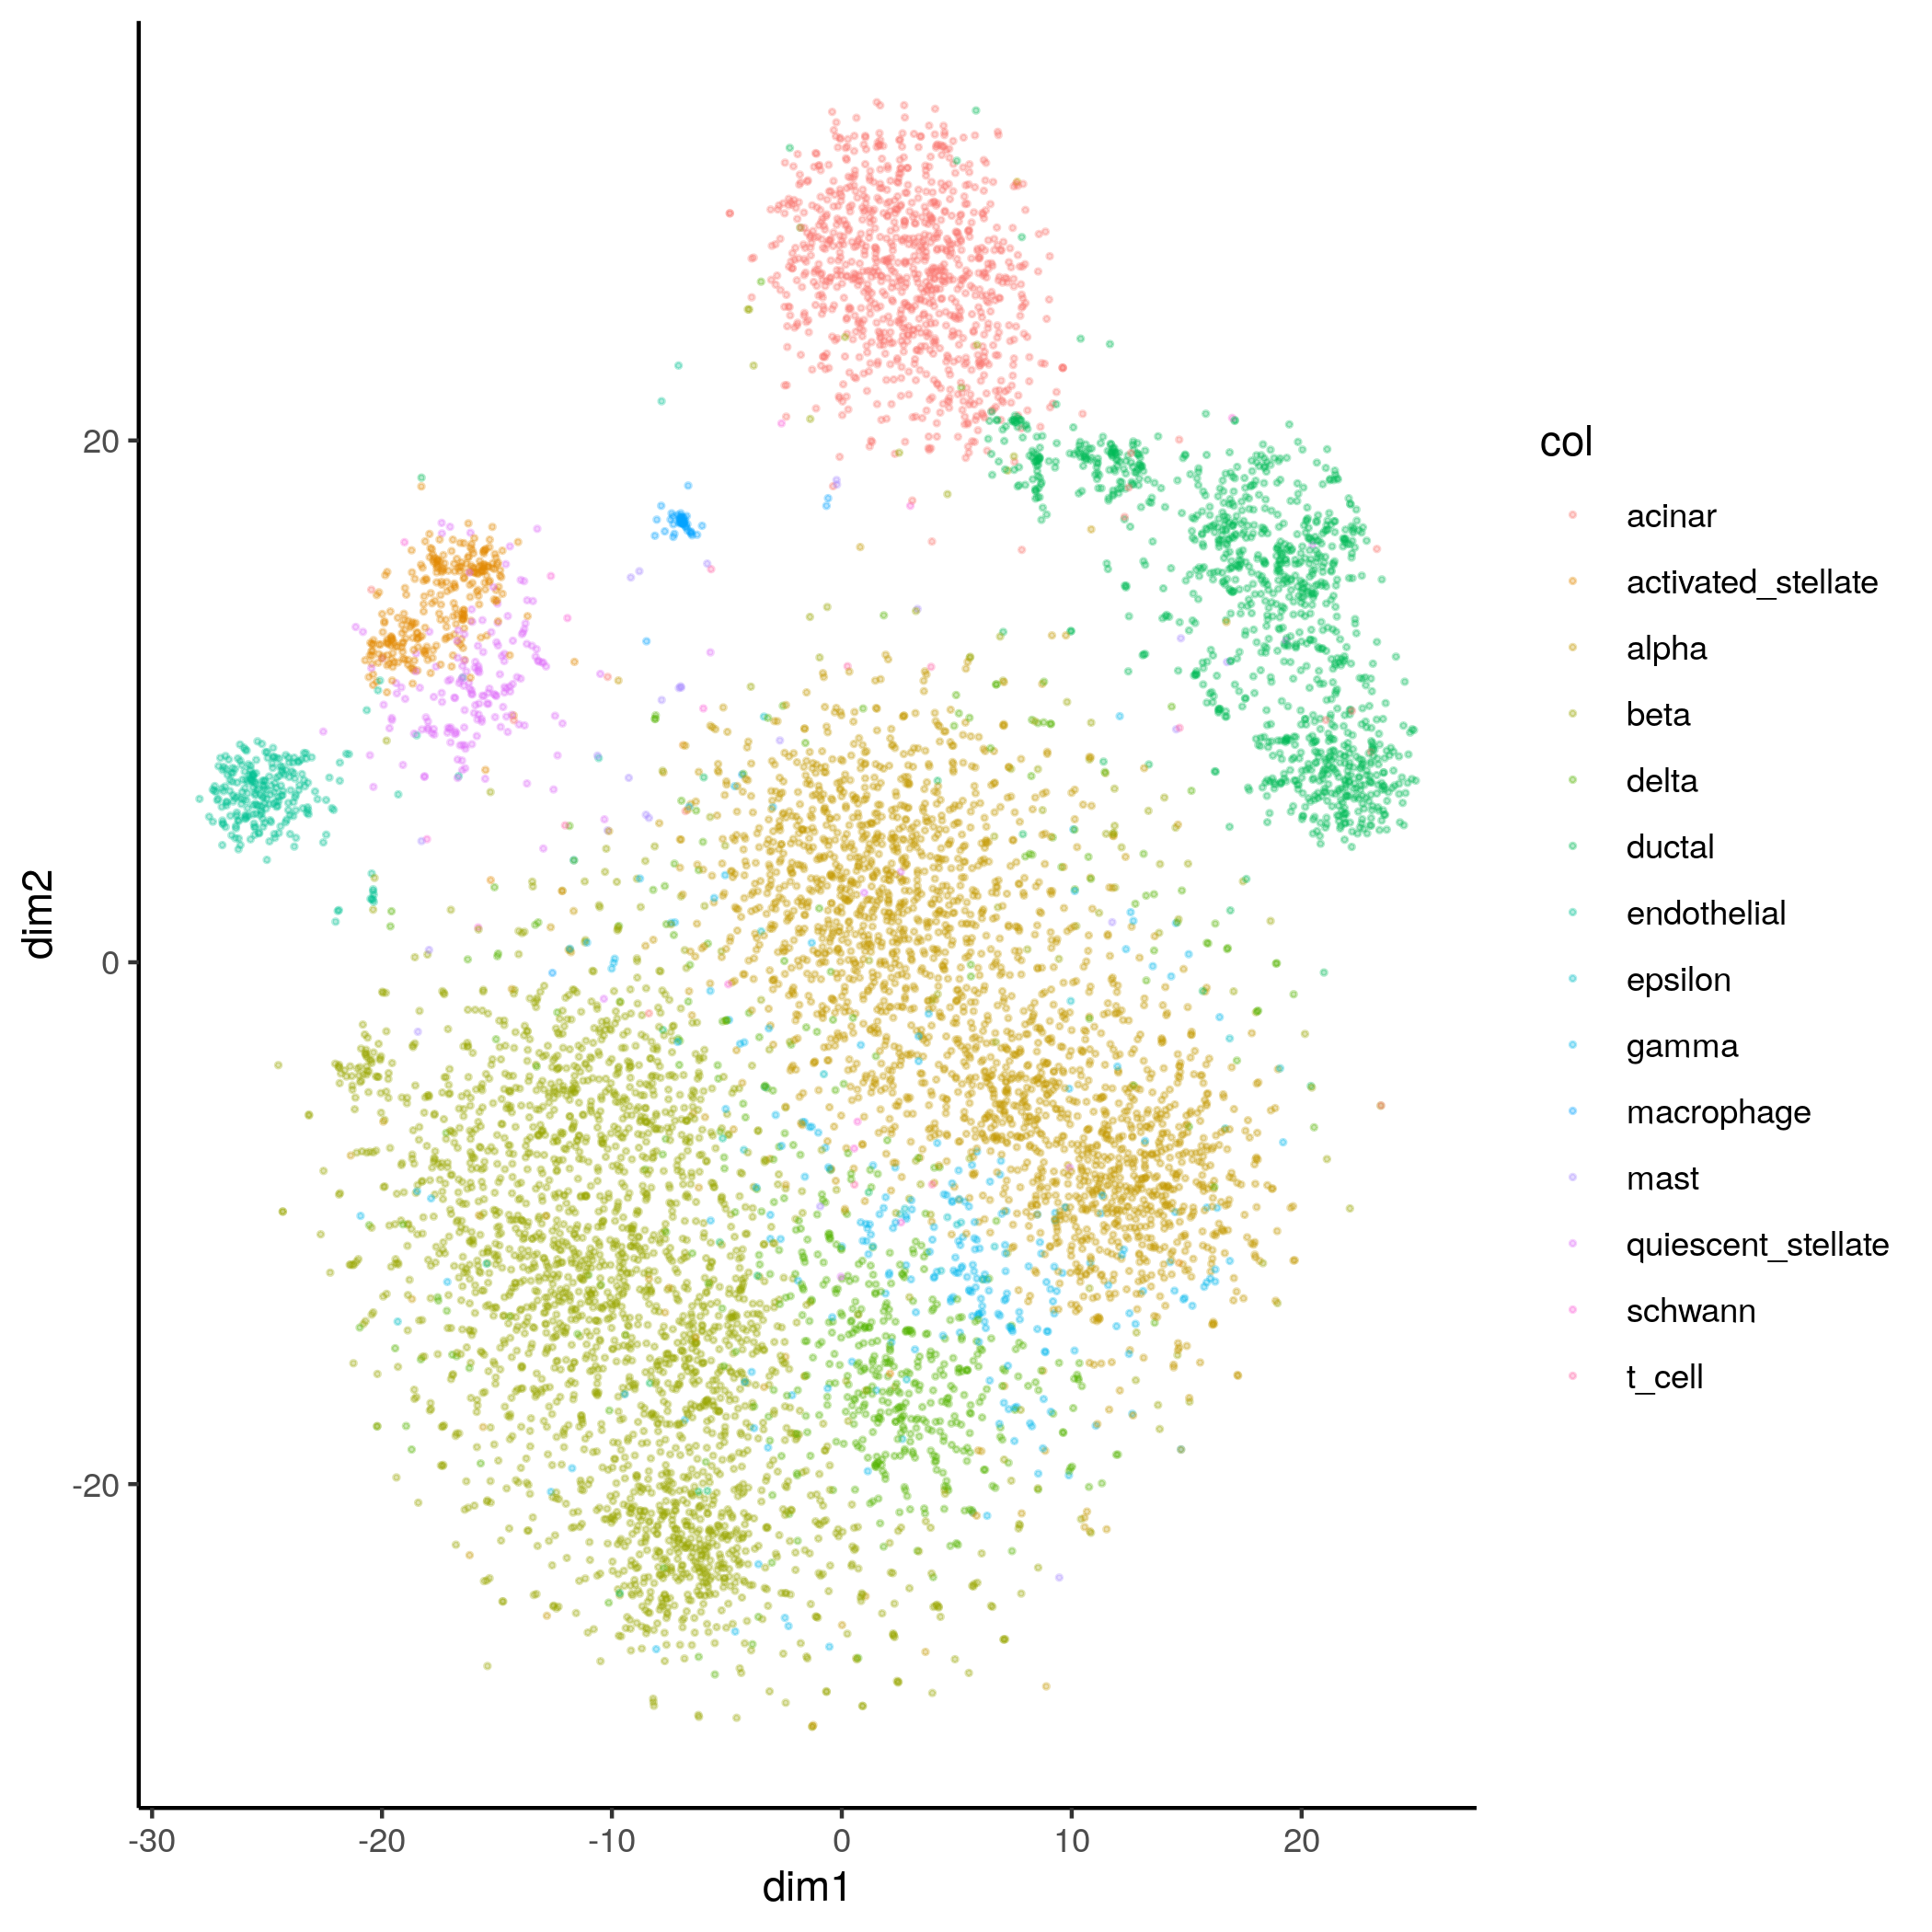 dim2
20
0
-20
-30
-20
-10
0
10
20
dim1
col
acinar
activated_stellate
alpha
beta
delta
ductal
endothelial
epsilon
gamma
macrophage
mast
quiescent_stellate
schwann
t_cell